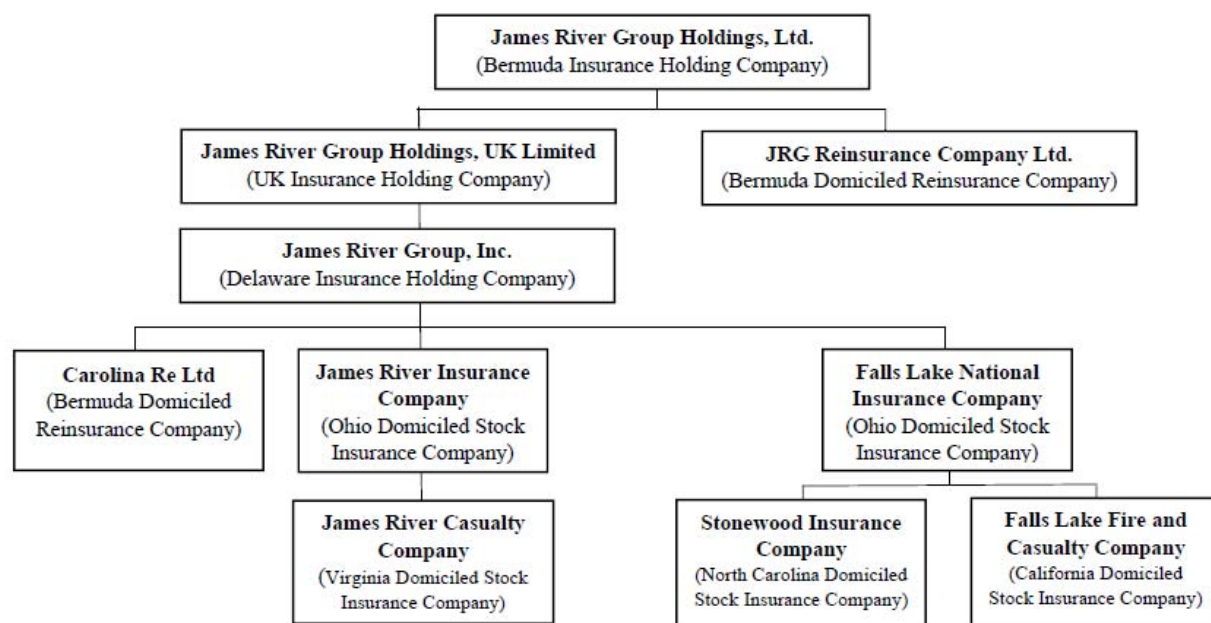 James River Group Holdings, Ltd.
(Bermuda Insurance Holding Company)
James River Group Holdings, UK Limited
(UK Insurance Holding Company)
JRG Reinsurance Company Ltd.
(Bermuda Domiciled Reinsurance Company)
James River Group, Inc.
(Delaware Insurance Holding Company)
Carolina Re Ltd
(Bermuda Domiciled
Reinsurance Company)
James River Insurance
Company
(Ohio Domiciled Stock
Insurance Company)
Falls Lake National
Insurance Company
(Ohio Domiciled Stock
Insurance Company)
James River Casualty
Company
(Virginia Domiciled Stock
Insurance Company)
Stonewood Insurance
Company
(North Carolina Domiciled
Stock Insurance Company)
Falls Lake Fire and
Casualty Company
(California Domiciled
Stock Insurance Company)